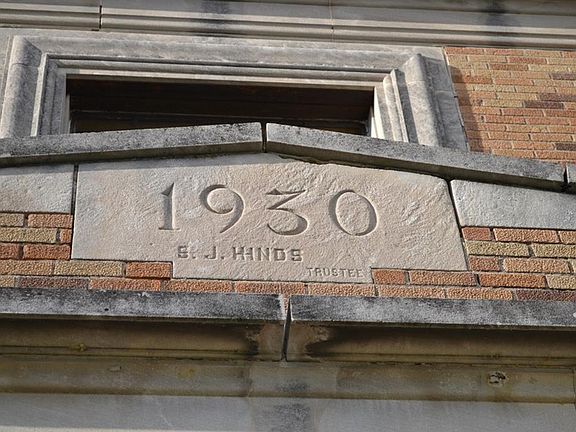 1930
S. J. HINDS
TRUSTEE